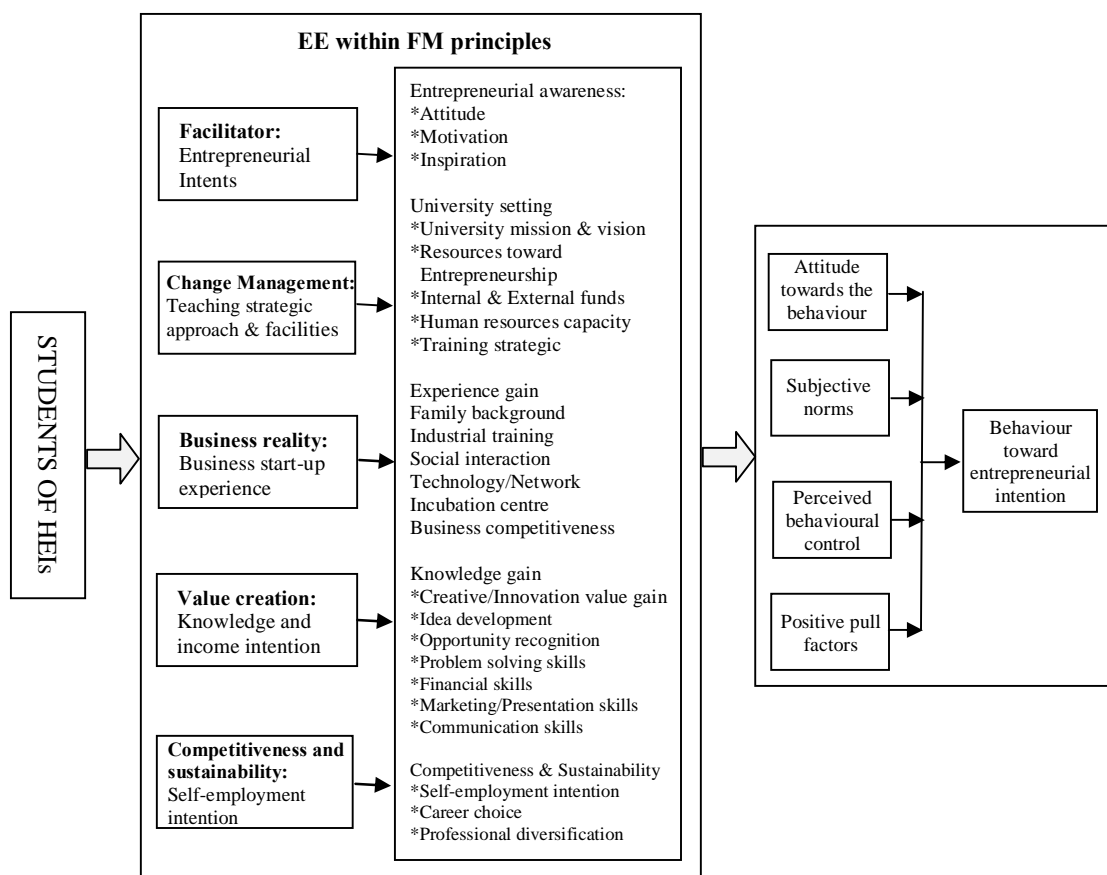 STUDENTS OF HEIs
EE within FM principles
Facilitator:
Entrepreneurial
Intents
Change Management:
Teaching strategic
approach & facilities
Business reality:
Business start-up
experience
Value creation:
Knowledge and
income intention
Competitiveness and
sustainability:
Self-employment
intention
Entrepreneurial awareness:
*Attitude
*Motivation
*Inspiration
University setting
*University mission & vision
*Resources toward
Entrepreneurship
*Internal & External funds
*Human resources capacity
*Training strategic
Experience gain
Family background
Industrial training
Social interaction
Technology/Network
Incubation centre
Business competitiveness
Knowledge gain
*Creative/Innovation value gain
*Idea development
*Opportunity recognition
*Problem solving skills
*Financial skills
*Marketing/Presentation skills
*Communication skills
Competitiveness & Sustainability
*Self-employment intention
*Career choice
*Professional diversification
Attitude
towards the
behaviour
Subjective
norms
Perceived
behavioural
control
Positive pull
factors
Behaviour
toward
entrepreneurial
intention